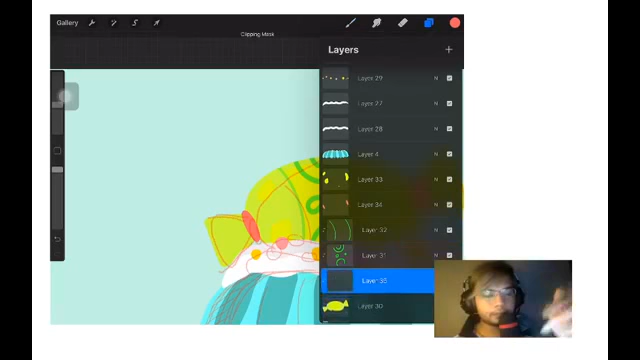 Gallery
Clipping Mask
Layers
Layer 29
N
Layer 27
N
Layer 28
N
Layer 4
N
Layer 33
N
Layer 34
N
Layer 32
Layer 31
Layer 35
Layer 30